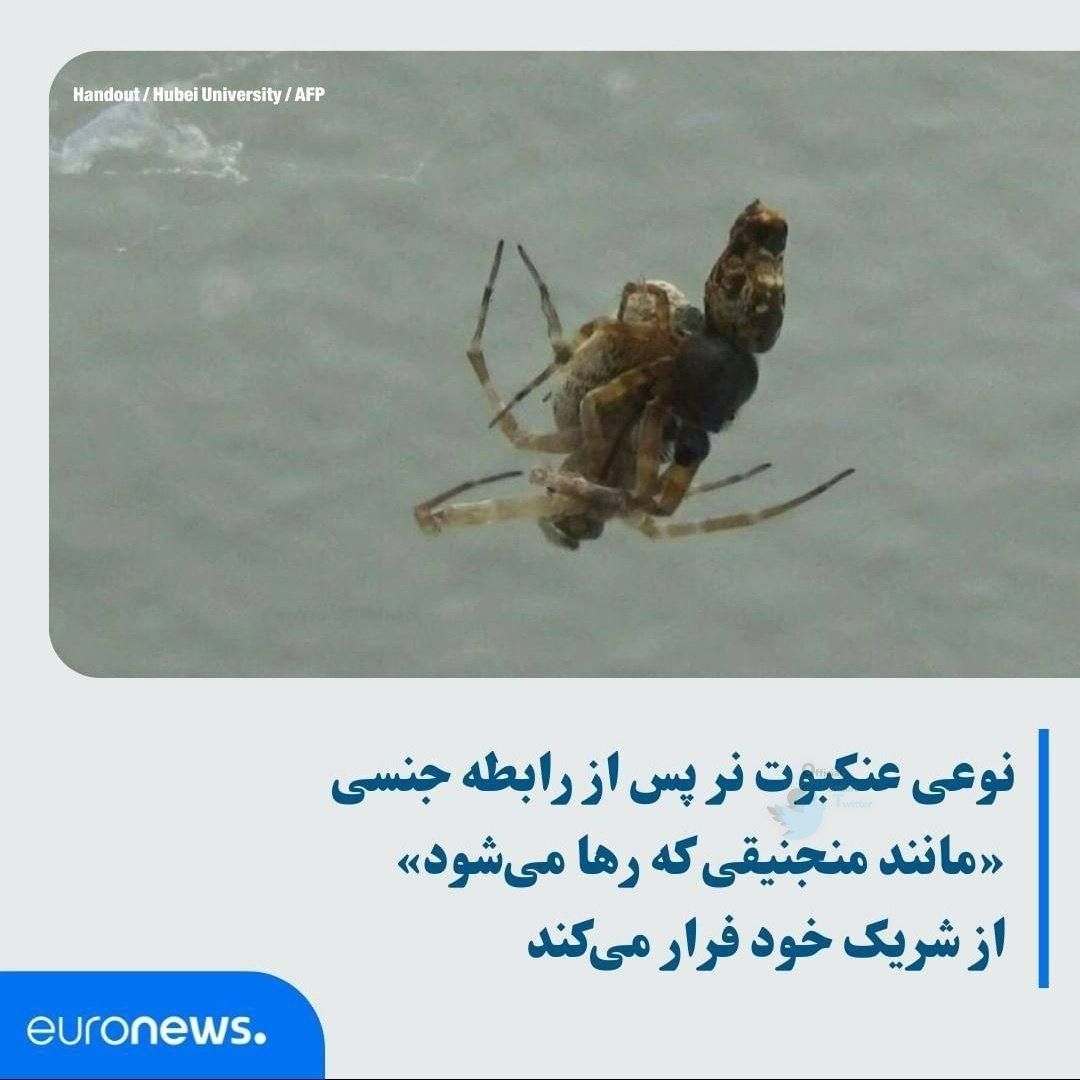 Handout / Hubei University / AFP
نوعی عنکبوت نر پس از رابطه جنسی
«مانند منجنیقی که رها می‌شود»
از شریک خود فرار می‌کند
Twitter
euronews.